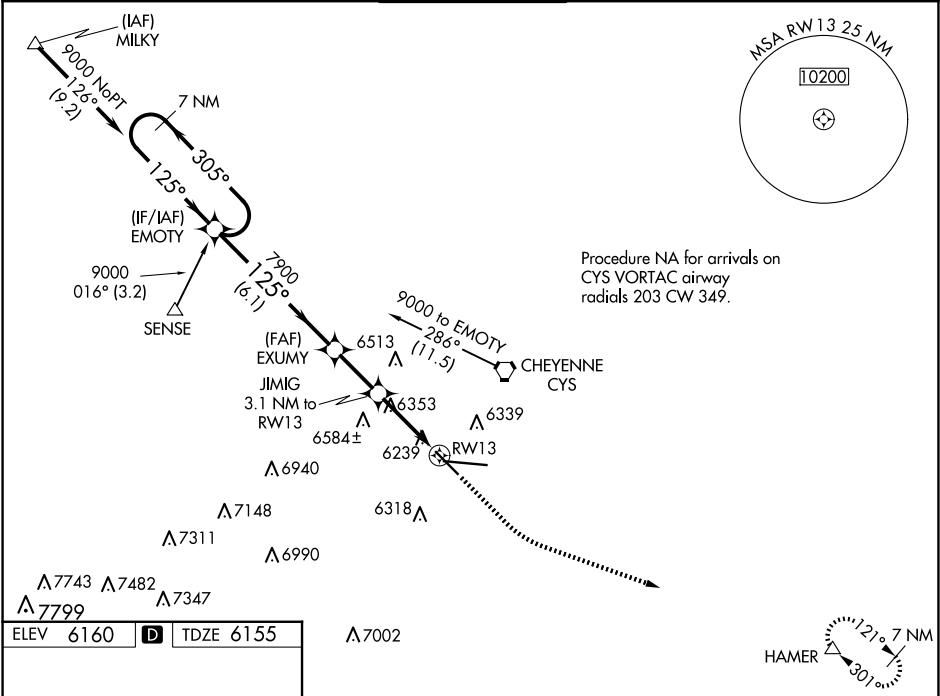 (IAF)
MILKY
9000 NoPT
126°
(9.2)
7 NM
305°
125°
(IF/IAF)
EMOTY
9000
016° (3.2)
SENSE
7900
125°
(6.1)
(FAF)
EXUMY
JIMIG
3.1 NM to
RW13
6513
6353
6584±
6239
6339
RW13
9000 to EMOTY
286°
(11.5)
CHEYENNE
CYS
MSA RW13 25 NM
10200
Procedure NA for arrivals on
CYS VORTAC airway
radials 203 CW 349.
6940
7148
6318
7311
6990
7743
7482
7347
7799
7002
ELEV 6160 D TDZE 6155
HAMER
121°
7 NM
301°